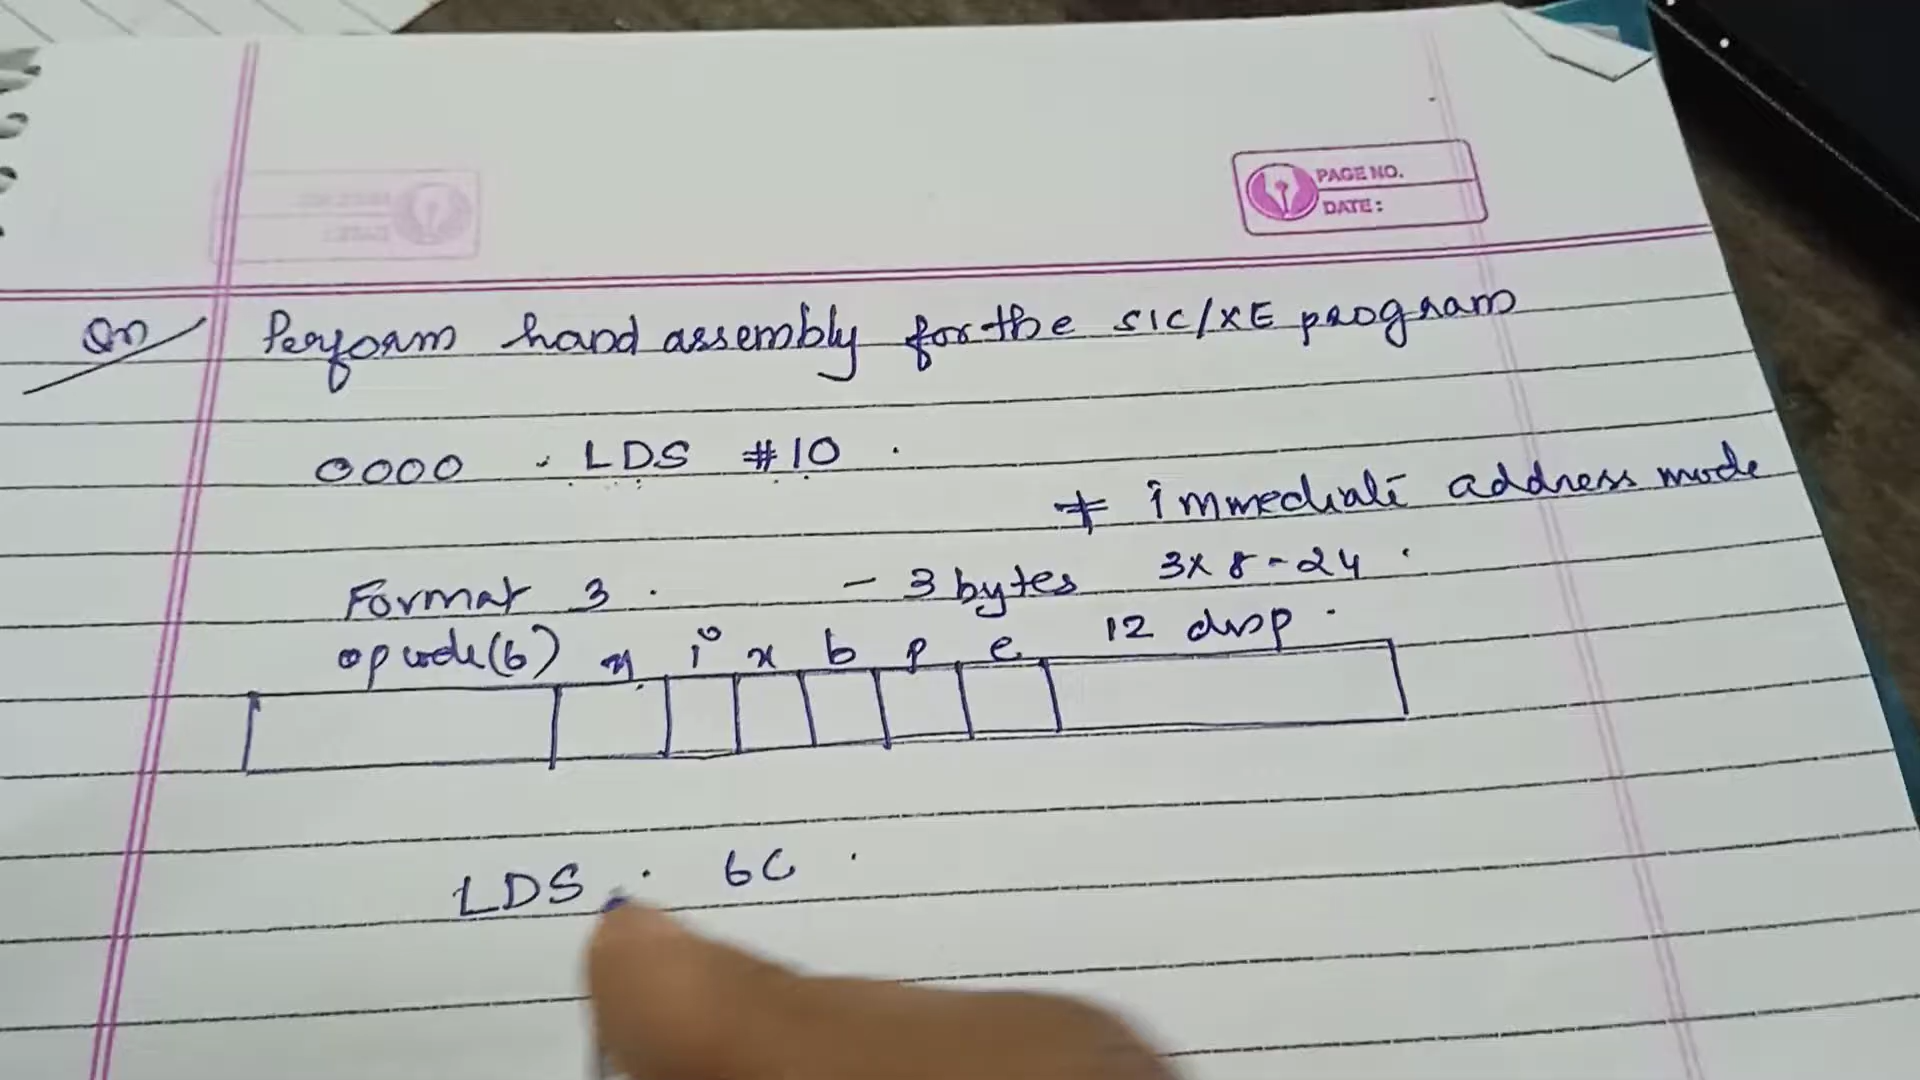 PAGE NO.
DATE:
Qn Perform hand assembly for the SIC/XE program
0000 . LDS #10 .
* immediate address mode
Format 3 . - 3 bytes 3x8-24 .
opcode(6) n i x b p e 12 disp .
LDS . 6C .